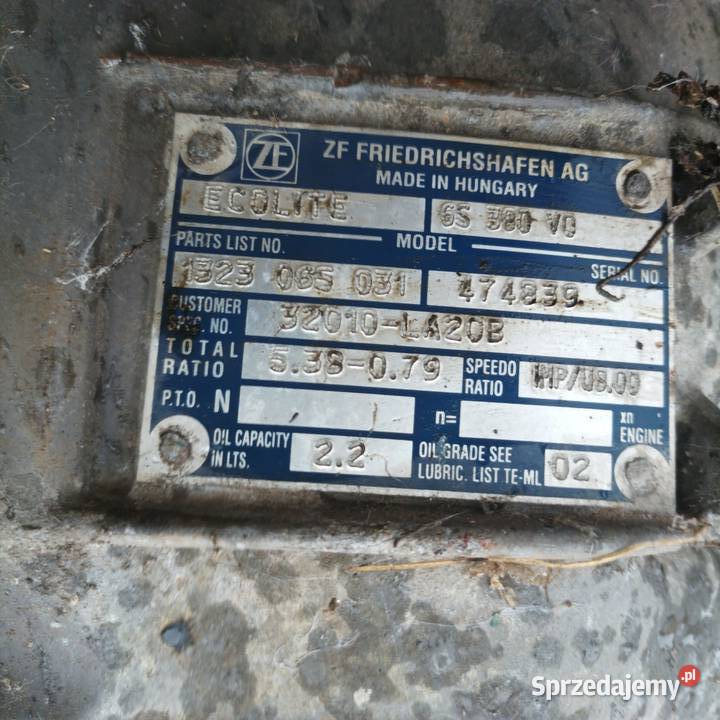 ZF
ZF FRIEDRICHSHAFEN AG
MADE IN HUNGARY
ECOLITE 6S 380 VO
PARTS LIST NO. MODEL
1323 065 031 474839 SERIAL NO.
CUSTOMER
SPEC. NO. 32010-LA20B
TOTAL
RATIO 5.38-0.79 SPEEDO
RATIO
P.T.O. N n= xn
ENGINE
OIL CAPACITY
IN LTS. 2.2 OIL GRADE SEE
LUBRIC. LIST TE-ML 02
Sprzedajemy.pl